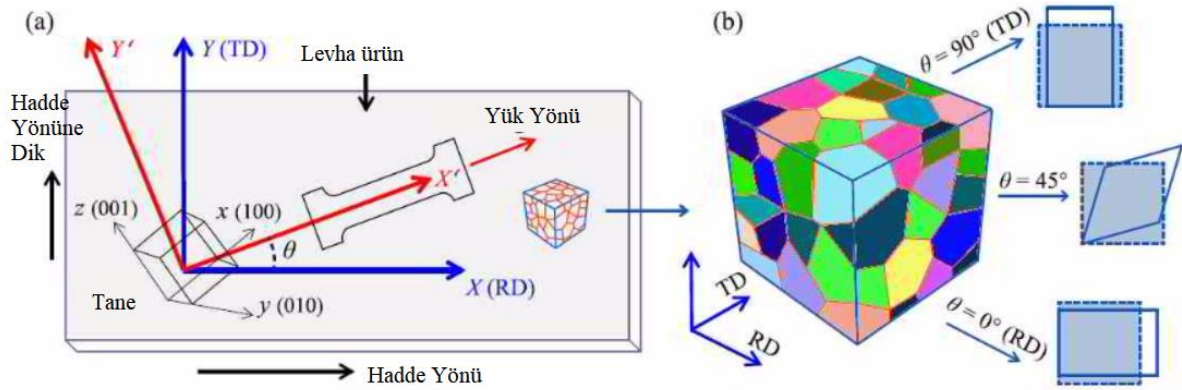 (a)
Y′
Y (TD)
Levha ürün
Hadde
Yönüne
Dik
Yük Yönü
X′
z (001)
x (100)
θ
Tane
y (010)
X (RD)
Hadde Yönü
(b)
θ = 90° (TD)
θ = 45°
θ = 0° (RD)
TD
RD